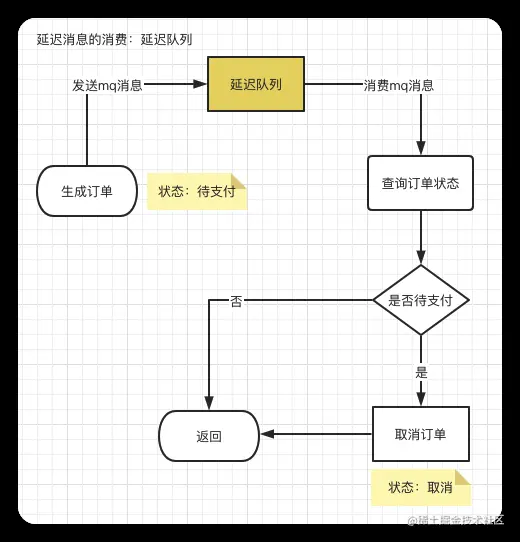 延迟消息的消费：延迟队列
发送mq消息
延迟队列
消费mq消息
生成订单
状态：待支付
查询订单状态
是否待支付
否
是
返回
取消订单
状态：取消
@稀土掘金技术社区